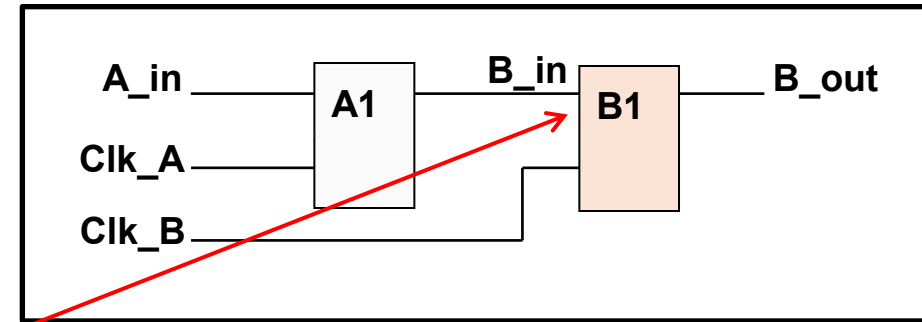 A_in
A1
B_in
B1
B_out
Clk_A
Clk_B